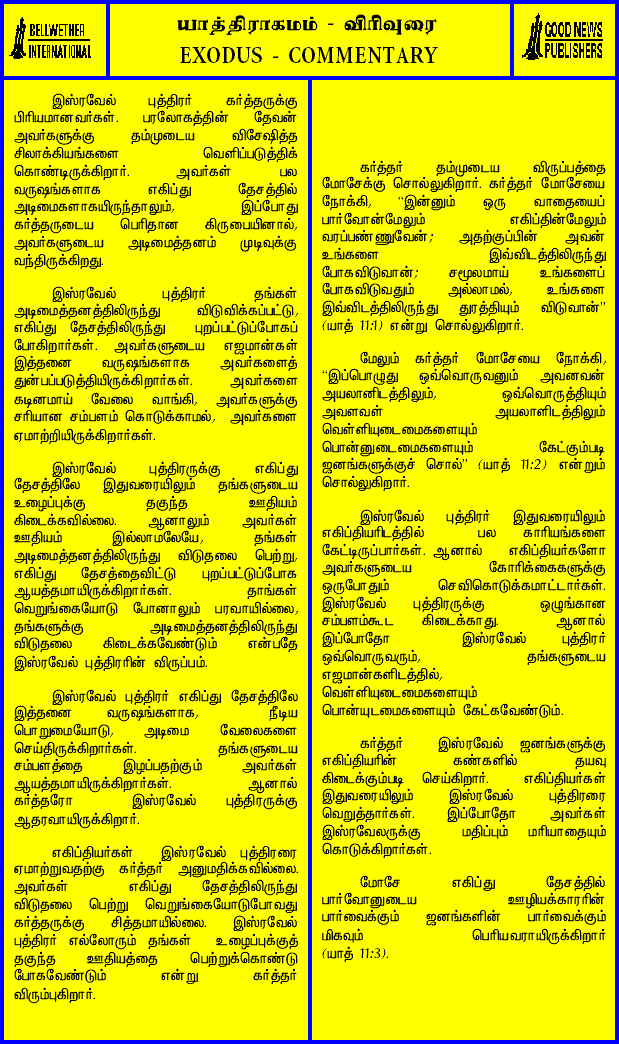 BELLWETHER
INTERNATIONAL
யாத்திராகமம் - விரிவுரை
EXODUS - COMMENTARY
GOOD NEWS
PUBLISHERS
இஸ்ரவேல் புத்திரர் கர்த்தருக்கு
பிரியமானவர்கள். பரலோகத்தின் தேவன்
அவர்களுக்கு தம்முடைய விசேஷித்த
சிலாக்கியங்களை வெளிப்படுத்திக்
கொண்டிருக்கிறார். அவர்கள் பல
வருஷங்களாக எகிப்து தேசத்தில்
அடிமைகளாகயிருந்தாலும், இப்போது
கர்த்தருடைய பெரிதான கிருபையினால்,
அவர்களுடைய அடிமைத்தனம் முடிவுக்கு
வந்திருக்கிறது.
இஸ்ரவேல் புத்திரர் தங்கள்
அடிமைத்தனத்திலிருந்து விடுவிக்கப்பட்டு,
எகிப்து தேசத்திலிருந்து புறப்பட்டுப்போகப்
போகிறார்கள். அவர்களுடைய எஜமான்கள்
இத்தனை வருஷங்களாக அவர்களைத்
துன்பப்படுத்தியிருக்கிறார்கள். அவர்களை
கடினமாய் வேலை வாங்கி, அவர்களுக்கு
சரியான சம்பளம் கொடுக்காமல், அவர்களை
ஏமாற்றியிருக்கிறார்கள்.
இஸ்ரவேல் புத்திரருக்கு எகிப்து
தேசத்திலே இதுவரையிலும் தங்களுடைய
உழைப்புக்கு தகுந்த ஊதியம்
கிடைக்கவில்லை. ஆனாலும் அவர்கள்
ஊதியம் இல்லாமலேயே, தங்கள்
அடிமைத்தனத்திலிருந்து விடுதலை பெற்று,
எகிப்து தேசத்தைவிட்டு புறப்பட்டுப்போக
ஆயத்தமாயிருக்கிறார்கள். தாங்கள்
வெறுங்கையோடு போனாலும் பரவாயில்லை,
தங்களுக்கு அடிமைத்தனத்திலிருந்து
விடுதலை கிடைக்கவேண்டும் என்பதே
இஸ்ரவேல் புத்திரரின் விருப்பம்.
இஸ்ரவேல் புத்திரர் எகிப்து தேசத்திலே
இத்தனை வருஷங்களாக, நீடிய
பொறுமையோடு, அடிமை வேலைகளை
செய்திருக்கிறார்கள். தங்களுடைய
சம்பளத்தை இழப்பதற்கும் அவர்கள்
ஆயத்தமாயிருக்கிறார்கள். ஆனால்
கர்த்தரோ இஸ்ரவேல் புத்திரருக்கு
ஆதரவாயிருக்கிறார்.
எகிப்தியர்கள் இஸ்ரவேல் புத்திரரை
ஏமாற்றுவதற்கு கர்த்தர் அனுமதிக்கவில்லை.
அவர்கள் எகிப்து தேசத்திலிருந்து
விடுதலை பெற்று வெறுங்கையோடுபோவது
கர்த்தருக்கு சித்தமாயில்லை. இஸ்ரவேல்
புத்திரர் எல்லோரும் தங்கள் உழைப்புக்குத்
தகுந்த ஊதியத்தை பெற்றுக்கொண்டு
போகவேண்டும் என்று கர்த்தர்
விரும்புகிறார்.
கர்த்தர் தம்முடைய விருப்பத்தை
மோசேக்கு சொல்லுகிறார். கர்த்தர் மோசேயை
நோக்கி, “இன்னும் ஒரு வாதையைப்
பார்வோன்மேலும் எகிப்தின்மேலும்
வரப்பண்ணுவேன்; அதற்குப்பின் அவன்
உங்களை இவ்விடத்திலிருந்து
போகவிடுவான்; சமூலமாய் உங்களைப்
போகவிடுவதும் அல்லாமல், உங்களை
இவ்விடத்திலிருந்து துரத்தியும் விடுவான்”
(யாத் 11:1) என்று சொல்லுகிறார்.
மேலும் கர்த்தர் மோசேயை நோக்கி,
“இப்பொழுது ஒவ்வொருவனும் அவனவன்
அயலானிடத்திலும், ஒவ்வொருத்தியும்
அவளவள் அயலாளிடத்திலும்
வெள்ளியுடைமைகளையும்
பொன்னுடைமைகளையும் கேட்கும்படி
ஜனங்களுக்குச் சொல்” (யாத் 11:2) என்றும்
சொல்லுகிறார்.
இஸ்ரவேல் புத்திரர் இதுவரையிலும்
எகிப்தியரிடத்தில் பல காரியங்களை
கேட்டிருப்பார்கள். ஆனால் எகிப்தியர்களோ
அவர்களுடைய கோரிக்கைகளுக்கு
ஒருபோதும் செவிகொடுக்கமாட்டார்கள்.
இஸ்ரவேல் புத்திரருக்கு ஒழுங்கான
சம்பளம்கூட கிடைக்காது. ஆனால்
இப்போதோ இஸ்ரவேல் புத்திரர்
ஒவ்வொருவரும், தங்களுடைய
எஜமான்களிடத்தில்,
வெள்ளியுடைமைகளையும்
பொன்யுடமைகளையும் கேட்கவேண்டும்.
கர்த்தர் இஸ்ரவேல் ஜனங்களுக்கு
எகிப்தியரின் கண்களில் தயவு
கிடைக்கும்படி செய்கிறார். எகிப்தியர்கள்
இதுவரையிலும் இஸ்ரவேல் புத்திரரை
வெறுத்தார்கள். இப்போதோ அவர்கள்
இஸ்ரவேலருக்கு மதிப்பும் மரியாதையும்
கொடுக்கிறார்கள்.
மோசே எகிப்து தேசத்தில்
பார்வோனுடைய ஊழியக்காரரின்
பார்வைக்கும் ஜனங்களின் பார்வைக்கும்
மிகவும் பெரியவராயிருக்கிறார்
(யாத் 11:3).